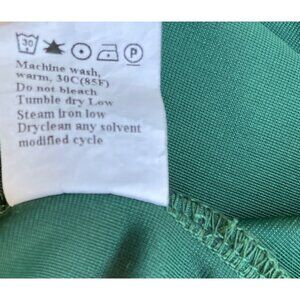 30 P
Machine wash,
warm, 30C(85F)
Do not bleach
Tumble dry Low
Steam iron low
Dryclean any solvent
modified cycle